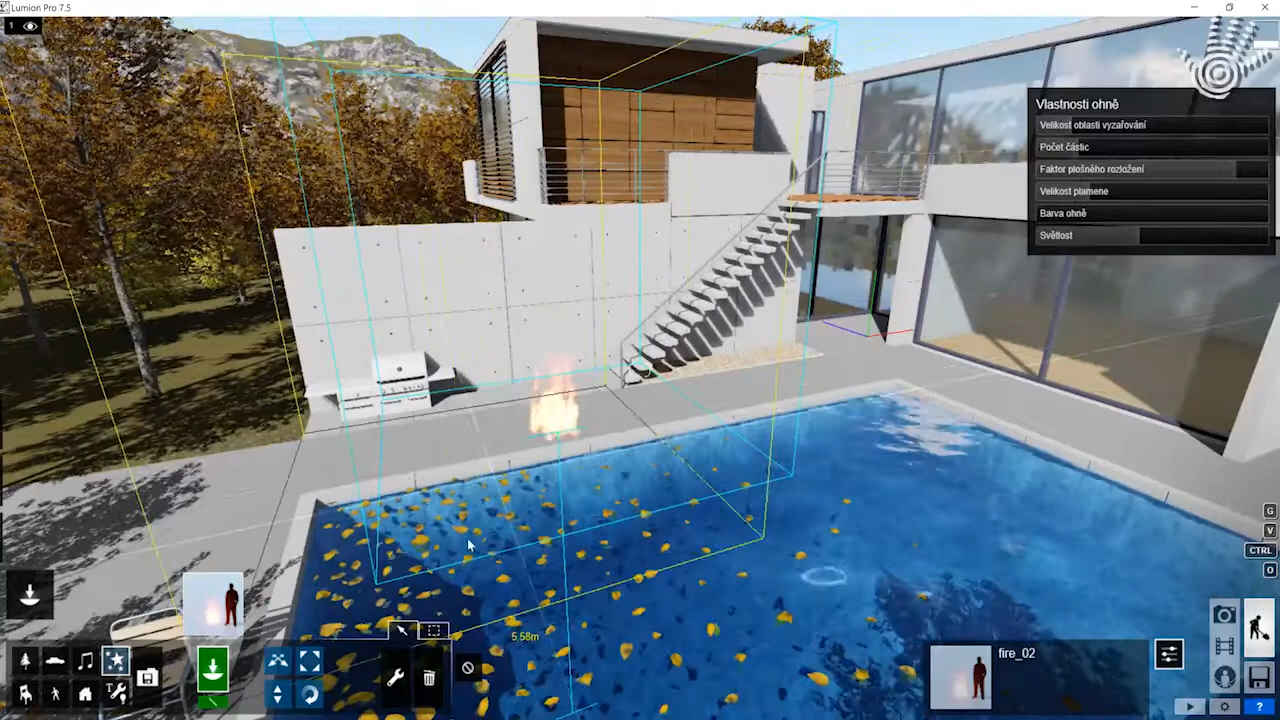 Lumion Pro 7.5
1
Vlastnosti ohně
Velikost oblasti vyzařování
Počet částic
Faktor plošného rozložení
Velikost plamene
Barva ohně
Světlost
G
V
CTRL
O
5.58m
fire_02
T
?